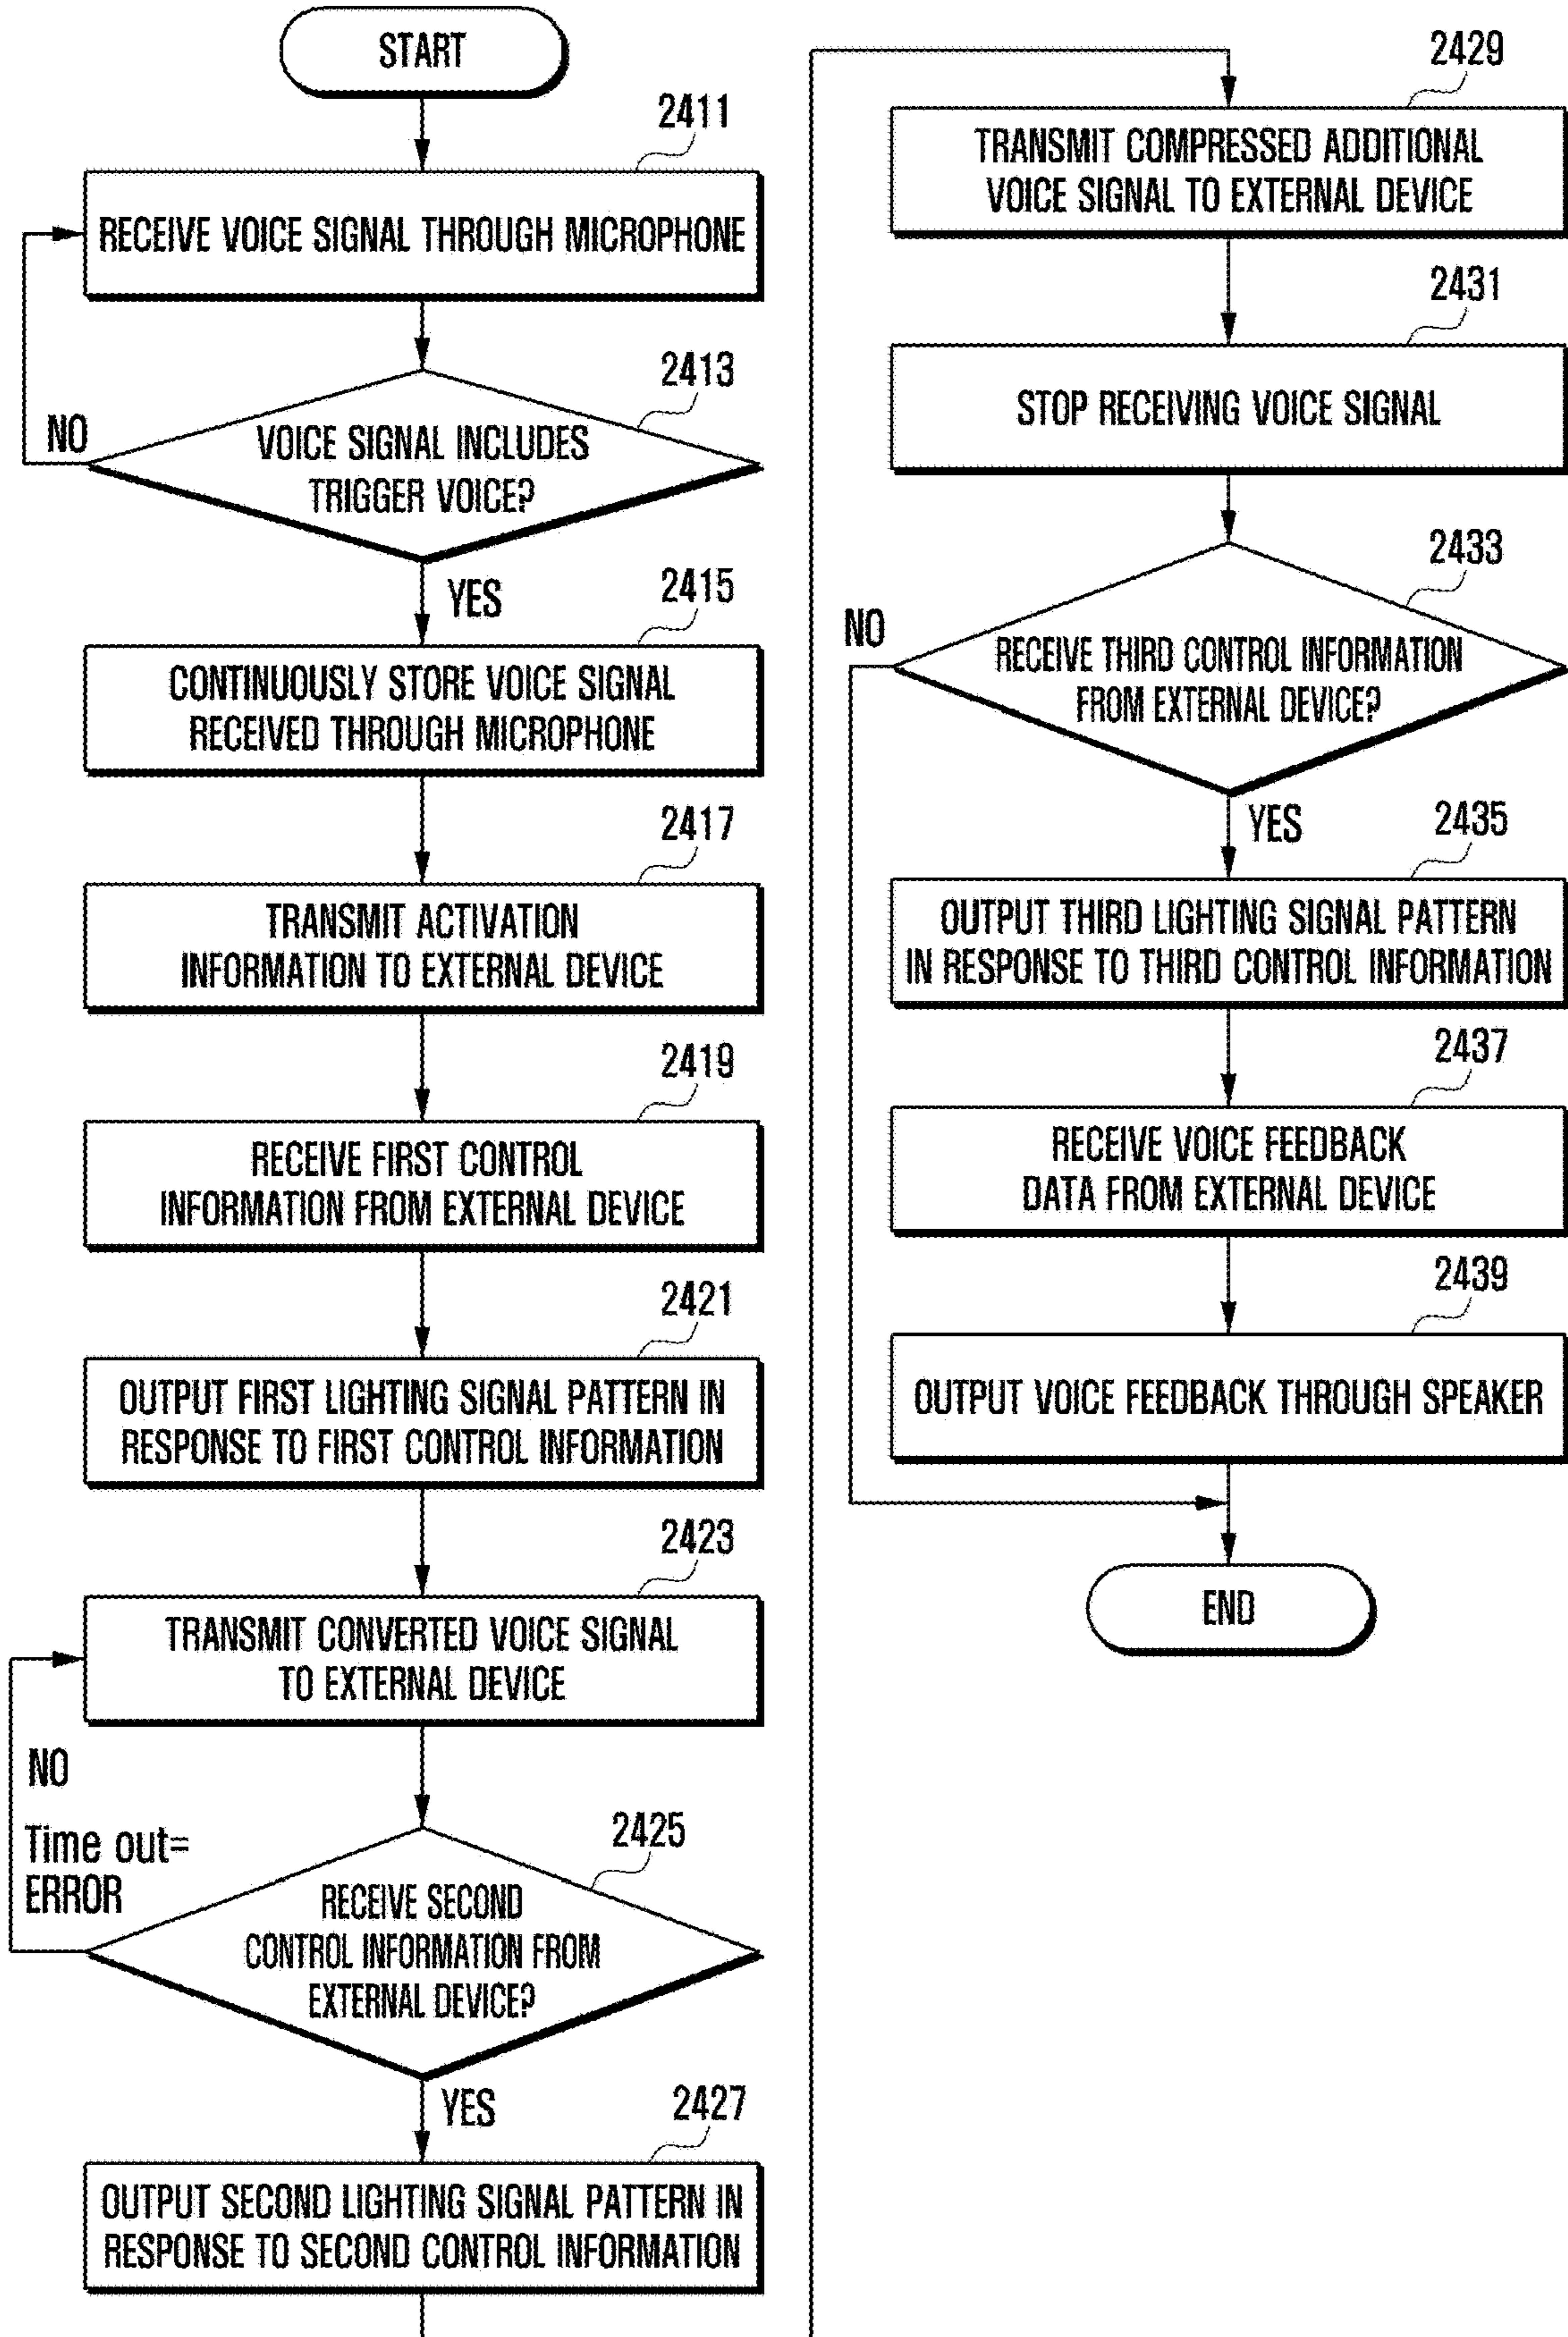 START
2411
RECEIVE VOICE SIGNAL THROUGH MICROPHONE
2413
NO
VOICE SIGNAL INCLUDES
TRIGGER VOICE?
YES
2415
CONTINUOUSLY STORE VOICE SIGNAL
RECEIVED THROUGH MICROPHONE
2417
TRANSMIT ACTIVATION
INFORMATION TO EXTERNAL DEVICE
2419
RECEIVE FIRST CONTROL
INFORMATION FROM EXTERNAL DEVICE
2421
OUTPUT FIRST LIGHTING SIGNAL PATTERN IN
RESPONSE TO FIRST CONTROL INFORMATION
2423
TRANSMIT CONVERTED VOICE SIGNAL
TO EXTERNAL DEVICE
NO
Time out=
ERROR
2425
RECEIVE SECOND
CONTROL INFORMATION FROM
EXTERNAL DEVICE?
YES
2427
OUTPUT SECOND LIGHTING SIGNAL PATTERN IN
RESPONSE TO SECOND CONTROL INFORMATION
2429
TRANSMIT COMPRESSED ADDITIONAL
VOICE SIGNAL TO EXTERNAL DEVICE
2431
STOP RECEIVING VOICE SIGNAL
2433
NO
RECEIVE THIRD CONTROL INFORMATION
FROM EXTERNAL DEVICE?
YES
2435
OUTPUT THIRD LIGHTING SIGNAL PATTERN
IN RESPONSE TO THIRD CONTROL INFORMATION
2437
RECEIVE VOICE FEEDBACK
DATA FROM EXTERNAL DEVICE
2439
OUTPUT VOICE FEEDBACK THROUGH SPEAKER
END